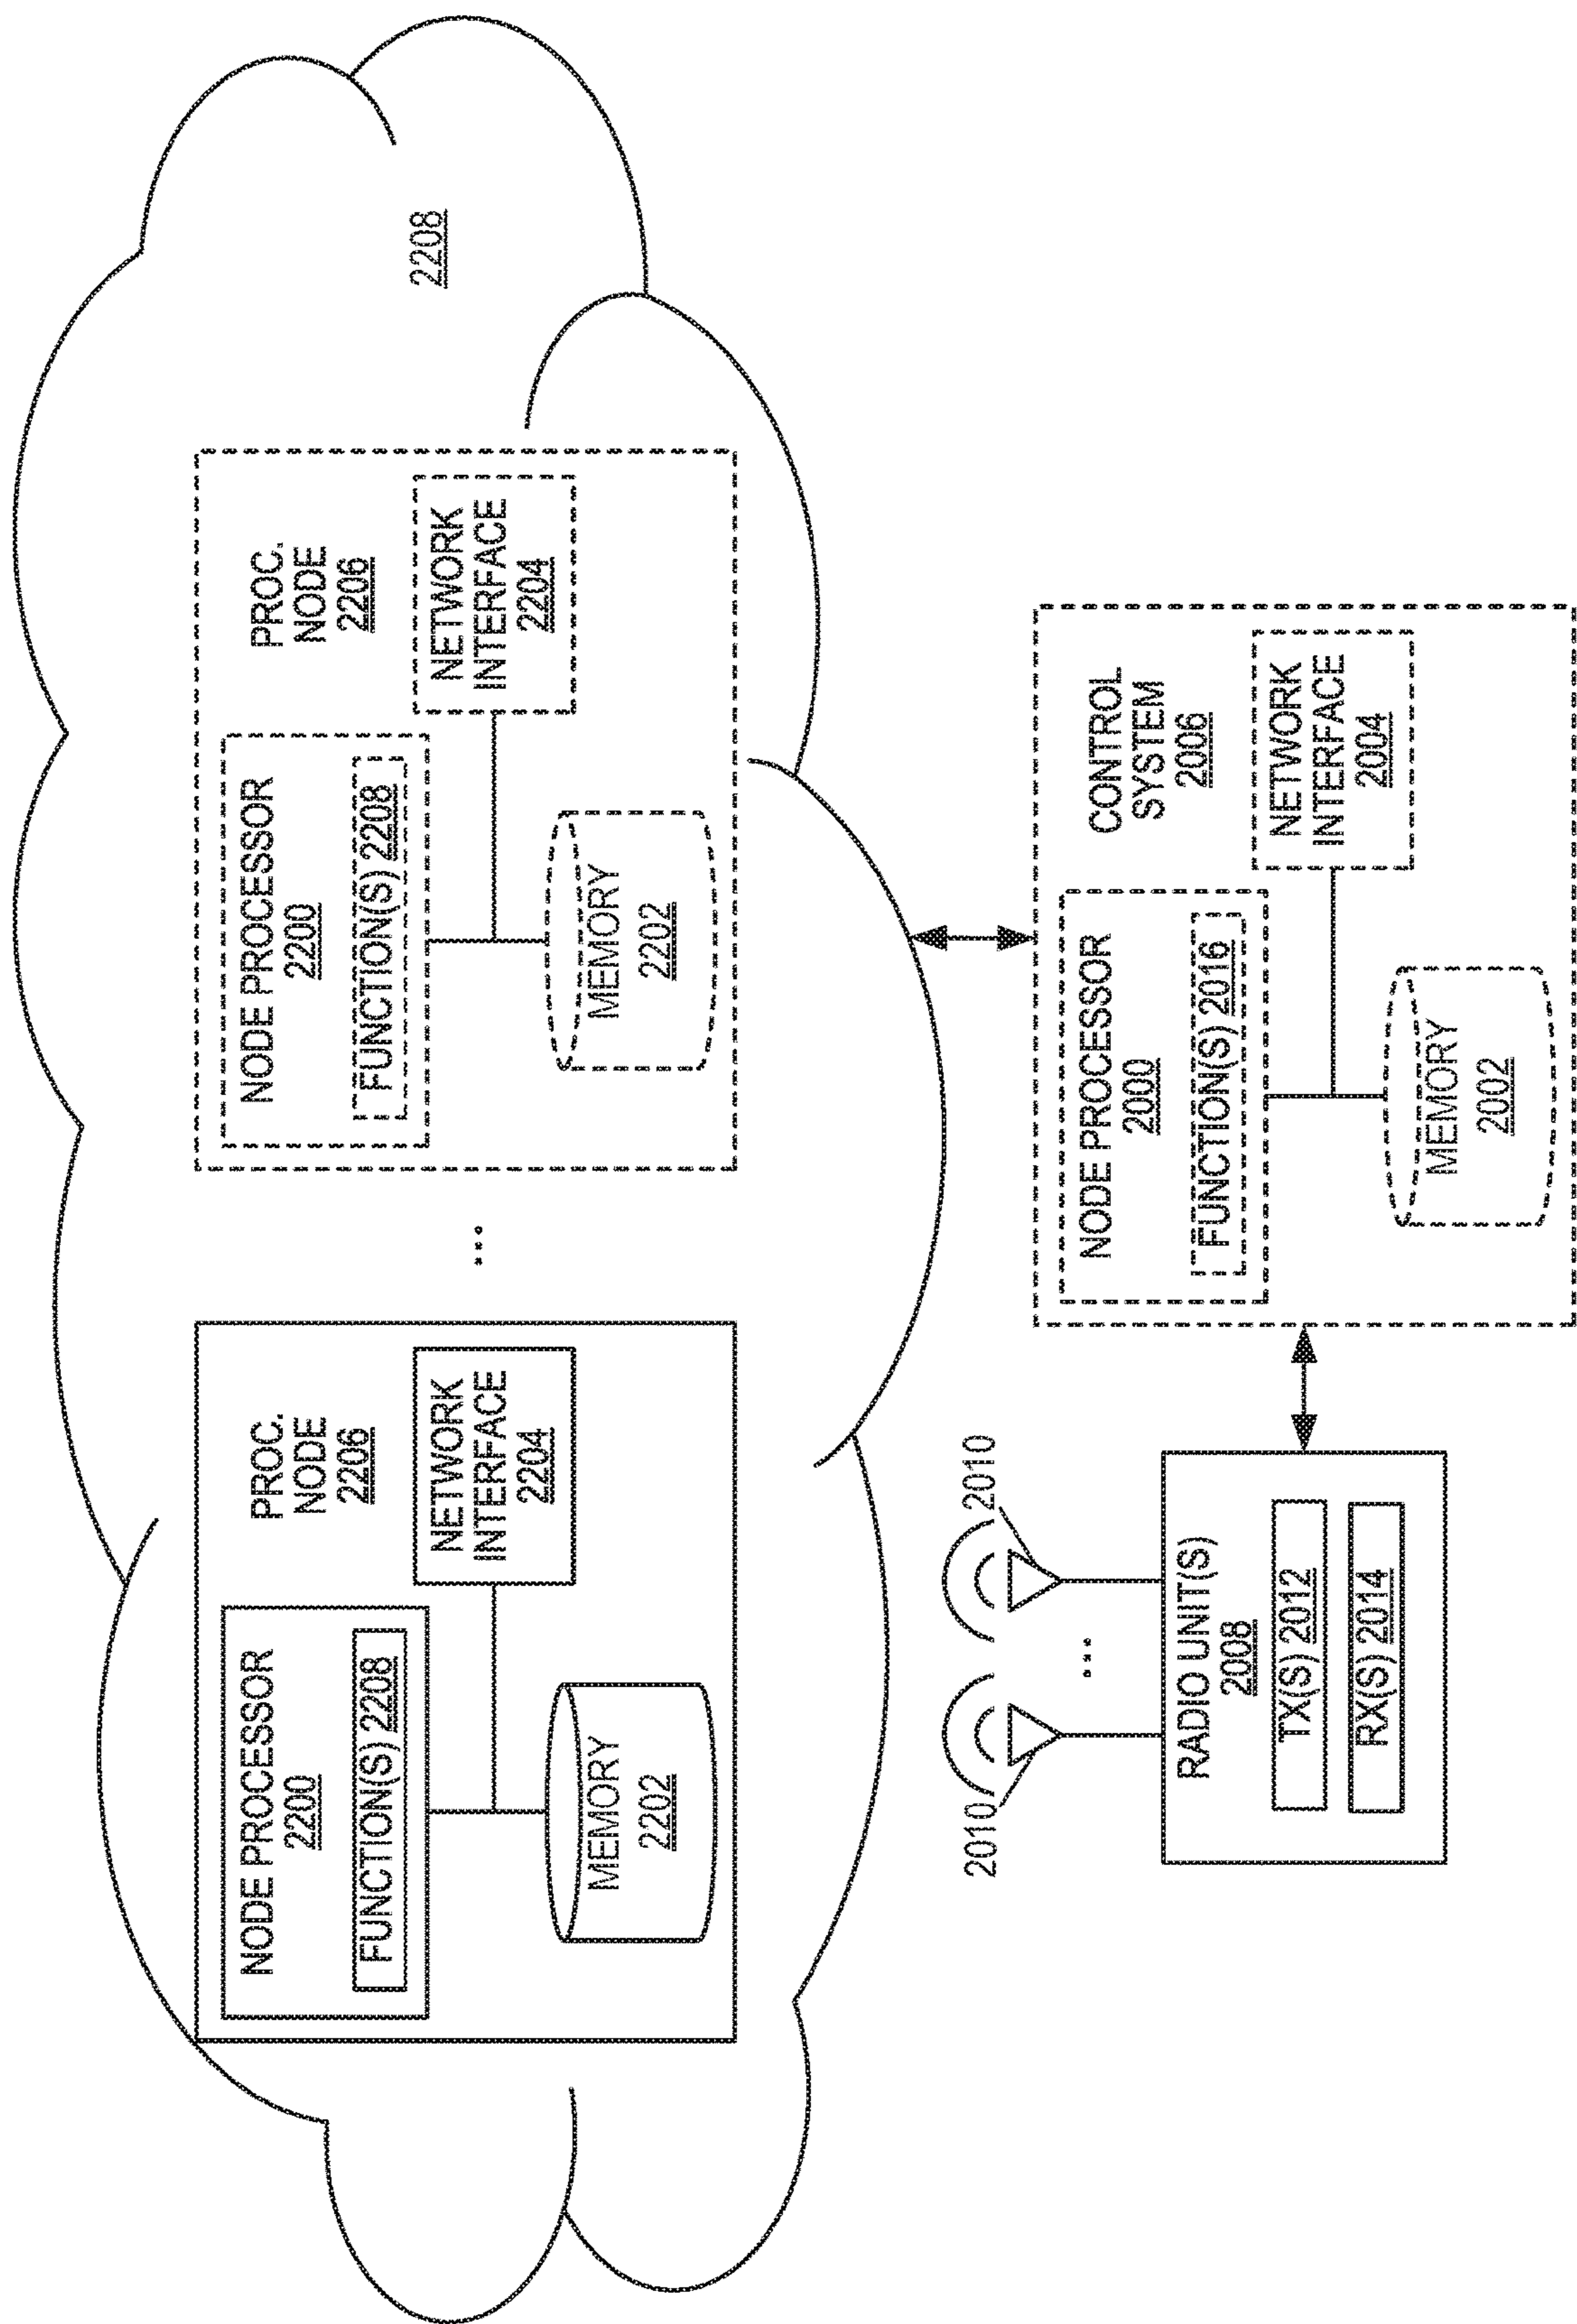 2208
PROC.
NODE
2206
NODE PROCESSOR
2200
FUNCTION(S) 2208
NETWORK
INTERFACE
2204
MEMORY
2202
...
PROC.
NODE
2206
NODE PROCESSOR
2200
FUNCTION(S) 2208
NETWORK
INTERFACE
2204
MEMORY
2202
2010
2010
...
RADIO UNIT(S)
2008
TX(S) 2012
RX(S) 2014
CONTROL
SYSTEM
2006
NODE PROCESSOR
2000
FUNCTION(S) 2016
NETWORK
INTERFACE
2004
MEMORY
2002